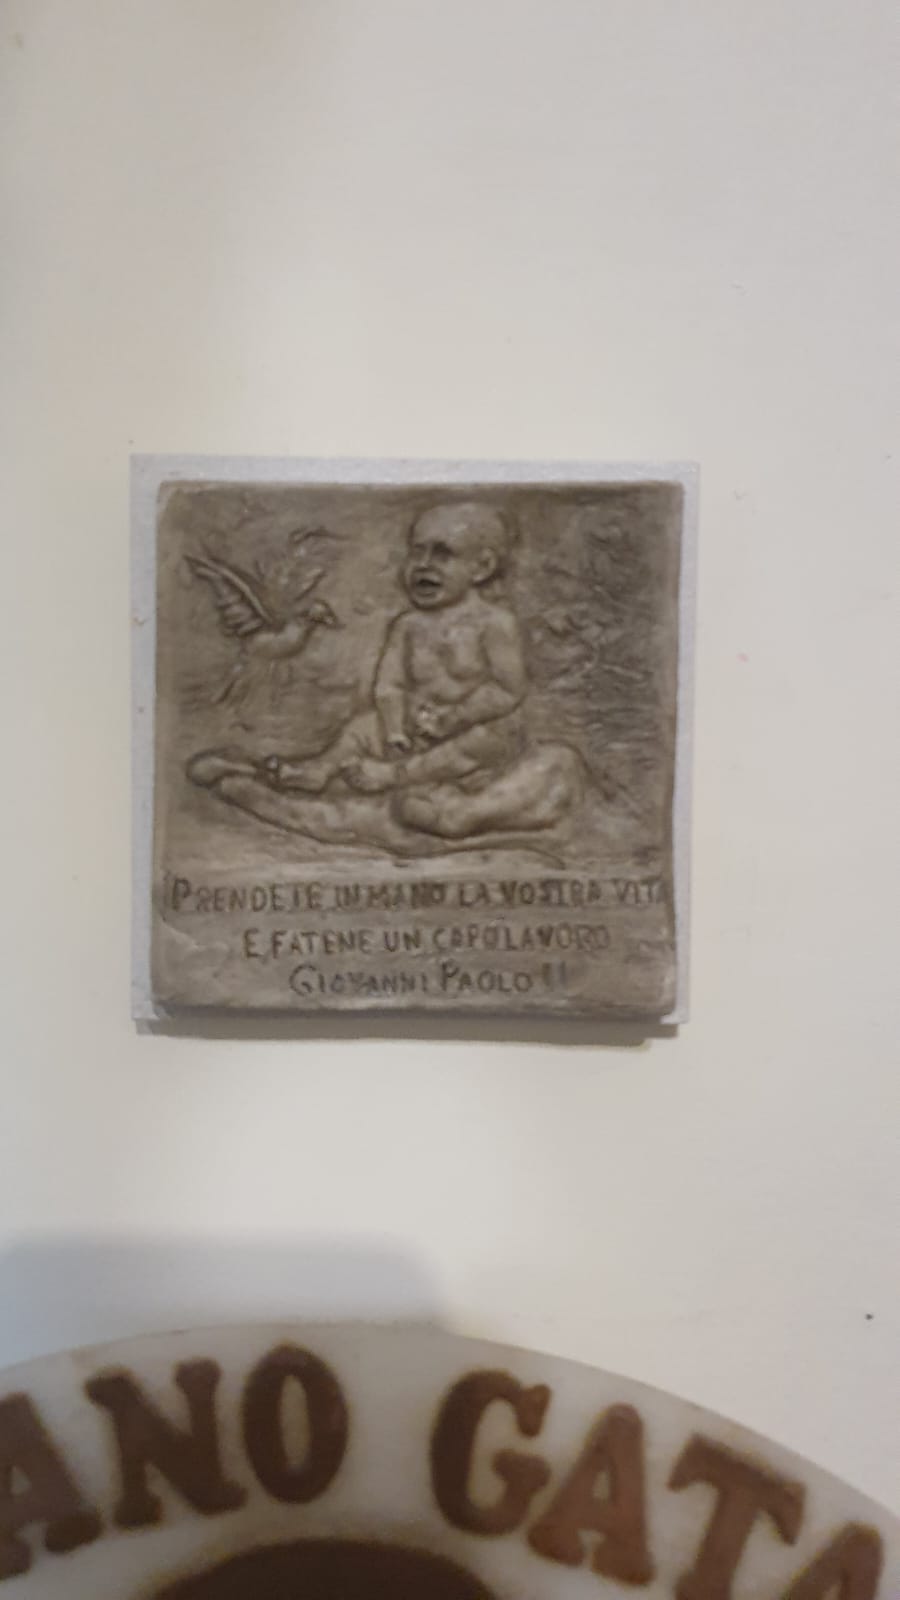 PRENDETE IN MANO LA VOSTRA VITA
E FATENE UN CAPOLAVORO
GIOVANNI PAOLO II
ANO GATA